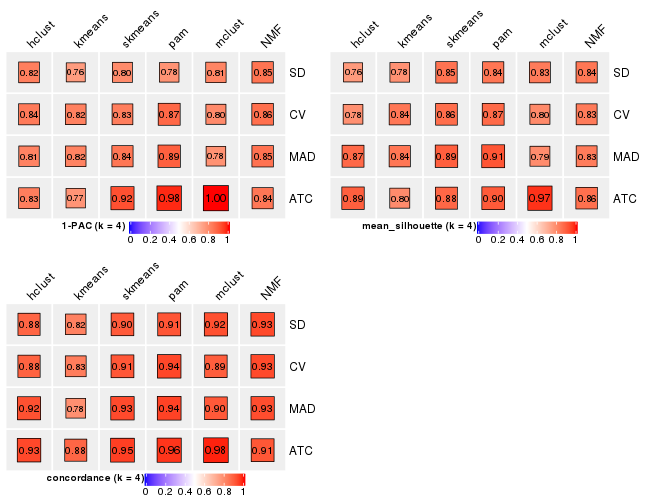 hclust kmeans skmeans pam mclust NMF
0.82 0.76 0.80 0.78 0.81 0.85 SD
0.84 0.82 0.83 0.87 0.80 0.86 CV
0.81 0.82 0.84 0.89 0.78 0.85 MAD
0.83 0.77 0.92 0.98 1.00 0.84 ATC
1-PAC (k = 4)
0 0.2 0.4 0.6 0.8 1
hclust kmeans skmeans pam mclust NMF
0.76 0.78 0.85 0.84 0.83 0.84 SD
0.78 0.84 0.86 0.87 0.80 0.83 CV
0.87 0.84 0.89 0.91 0.79 0.83 MAD
0.89 0.80 0.88 0.90 0.97 0.86 ATC
mean_silhouette (k = 4)
0 0.2 0.4 0.6 0.8 1
hclust kmeans skmeans pam mclust NMF
0.88 0.82 0.90 0.91 0.92 0.93 SD
0.88 0.83 0.91 0.94 0.89 0.93 CV
0.92 0.78 0.93 0.94 0.90 0.93 MAD
0.93 0.88 0.95 0.96 0.98 0.91 ATC
concordance (k = 4)
0 0.2 0.4 0.6 0.8 1